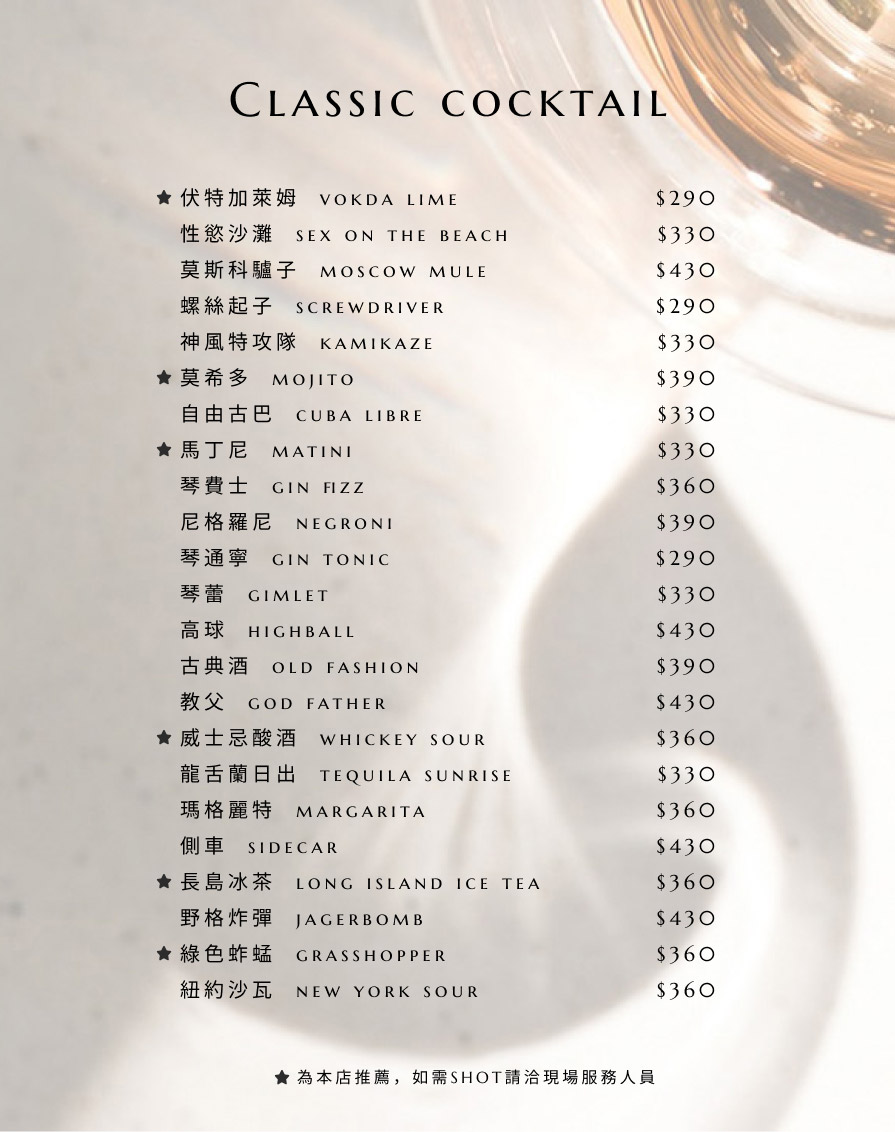 Classic cocktail
★ 伏特加萊姆 VOKDA LIME $290
性慾沙灘 SEX ON THE BEACH $330
莫斯科驢子 MOSCOW MULE $430
螺絲起子 SCREWDRIVER $290
神風特攻隊 KAMIKAZE $330
★ 莫希多 MOJITO $390
自由古巴 CUBA LIBRE $330
★ 馬丁尼 MATINI $330
琴費士 GIN FIZZ $360
尼格羅尼 NEGRONI $390
琴通寧 GIN TONIC $290
琴蕾 GIMLET $330
高球 HIGHBALL $430
古典酒 OLD FASHION $390
教父 GOD FATHER $430
★ 威士忌酸酒 WHICKEY SOUR $360
龍舌蘭日出 TEQUILA SUNRISE $330
瑪格麗特 MARGARITA $360
側車 SIDECAR $430
★ 長島冰茶 LONG ISLAND ICE TEA $360
野格炸彈 JAGERBOMB $430
★ 綠色蚱蜢 GRASSHOPPER $360
紐約沙瓦 NEW YORK SOUR $360
★ 為本店推薦，如需SHOT請洽現場服務人員